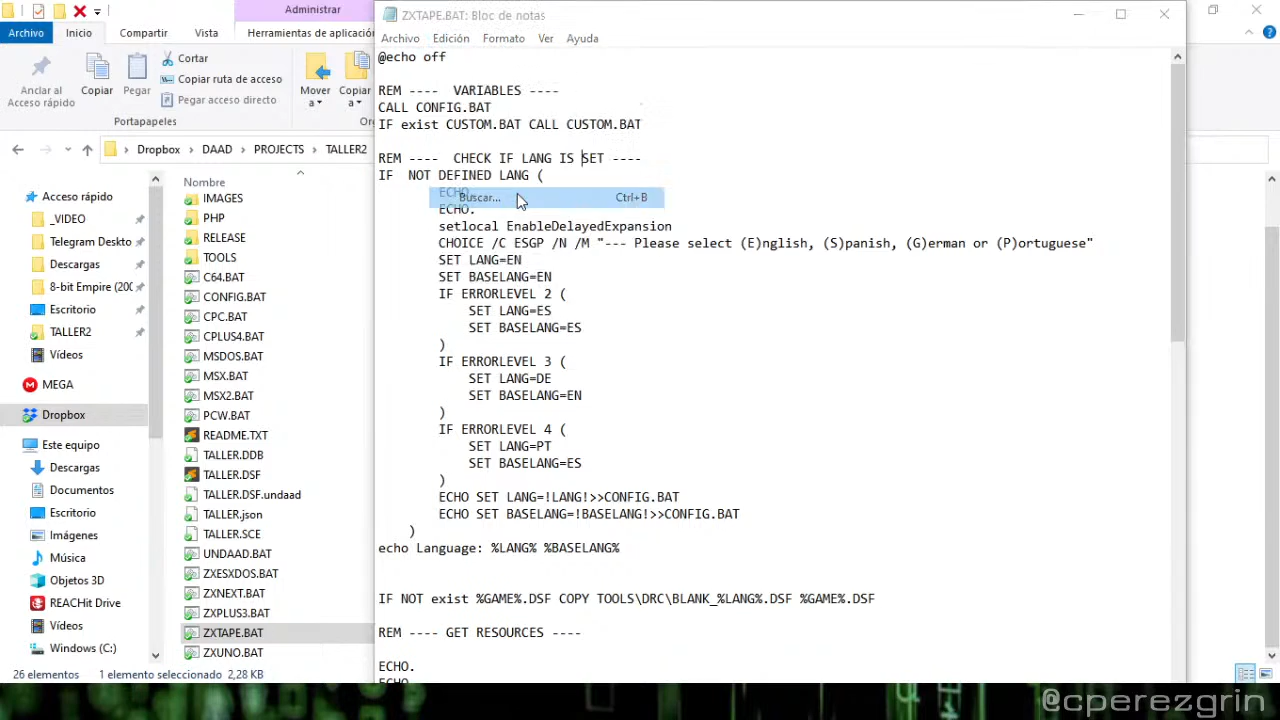 Administrar
ZXTAPE.BAT: Bloc de notas
Archivo
Inicio
Compartir
Vista
Herramientas de aplicación
Archivo
Edición
Formato
Ver
Ayuda
Anclar al
Acceso rápido
Copiar
Pegar
Cortar
Copiar ruta de acceso
Pegar acceso directo
Portapapeles
Mover
a
Copiar
a
Dropbox
DAAD
PROJECTS
TALLER2
Acceso rápido
_VIDEO
Telegram Deskto
Descargas
8-bit Empire (200
Escritorio
TALLER2
Vídeos
MEGA
Dropbox
Este equipo
Descargas
Documentos
Escritorio
Imágenes
Música
Objetos 3D
REACHit Drive
Vídeos
Windows (C:)
Nombre
IMAGES
PHP
RELEASE
TOOLS
C64.BAT
CONFIG.BAT
CPC.BAT
CPLUS4.BAT
MSDOS.BAT
MSX.BAT
MSX2.BAT
PCW.BAT
README.TXT
TALLER.DDB
TALLER.DSF
TALLER.DSF.undaad
TALLER.json
TALLER.SCE
UNDAAD.BAT
ZXESXDOS.BAT
ZXNEXT.BAT
ZXPLUS3.BAT
ZXTAPE.BAT
ZXUNO.BAT
26 elementos
1 elemento seleccionado 2,28 KB
@echo off
REM ---- VARIABLES ----
CALL CONFIG.BAT
IF exist CUSTOM.BAT CALL CUSTOM.BAT
REM ---- CHECK IF LANG IS SET ----
IF NOT DEFINED LANG (
ECHO.
Buscar... Ctrl+B
ECHO.
setlocal EnableDelayedExpansion
CHOICE /C ESGP /N /M "--- Please select (E)nglish, (S)panish, (G)erman or (P)ortuguese"
SET LANG=EN
SET BASELANG=EN
IF ERRORLEVEL 2 (
SET LANG=ES
SET BASELANG=ES
)
IF ERRORLEVEL 3 (
SET LANG=DE
SET BASELANG=EN
)
IF ERRORLEVEL 4 (
SET LANG=PT
SET BASELANG=ES
)
ECHO SET LANG=!LANG!>>CONFIG.BAT
ECHO SET BASELANG=!BASELANG!>>CONFIG.BAT
)
echo Language: %LANG% %BASELANG%
IF NOT exist %GAME%.DSF COPY TOOLS\DRC\BLANK_%LANG%.DSF %GAME%.DSF
REM ---- GET RESOURCES ----
ECHO.
@cperezgrin